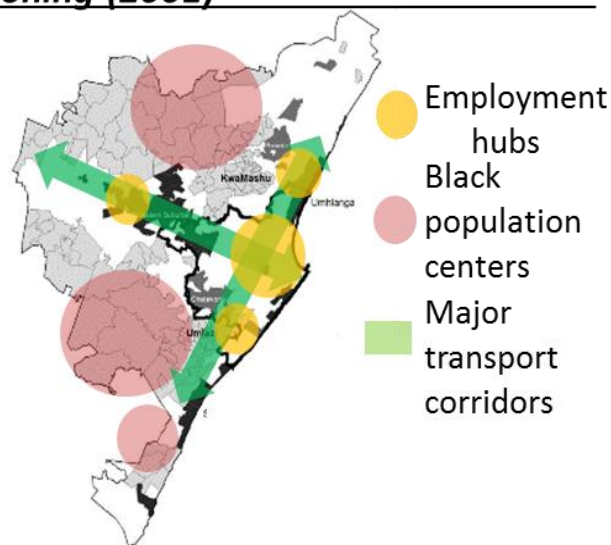 Employment
hubs
Black
population
centers
Major
transport
corridors
KwaMashu
Umhlanga